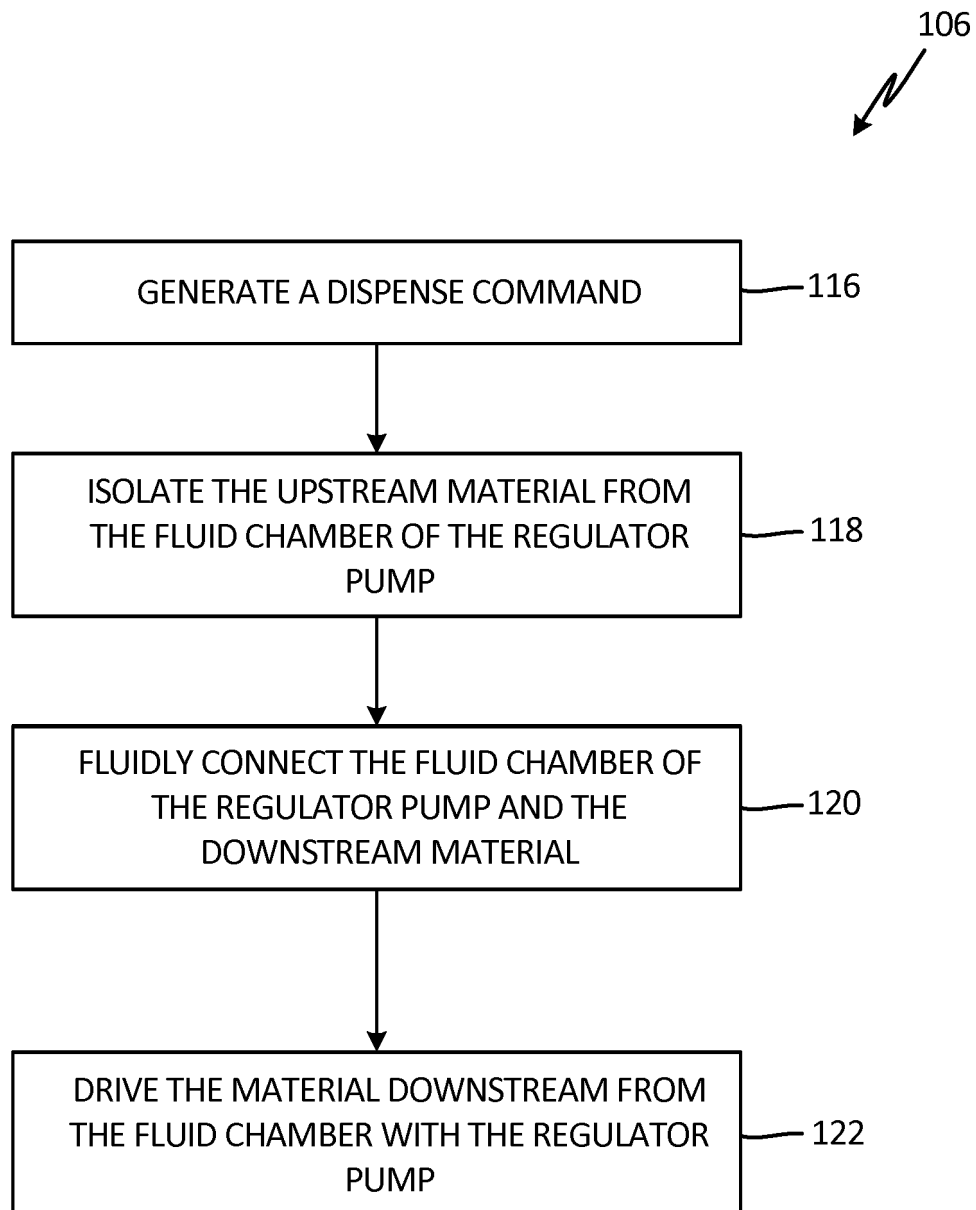 106
GENERATE A DISPENSE COMMAND
116
ISOLATE THE UPSTREAM MATERIAL FROM
THE FLUID CHAMBER OF THE REGULATOR
PUMP
118
FLUIDLY CONNECT THE FLUID CHAMBER OF
THE REGULATOR PUMP AND THE
DOWNSTREAM MATERIAL
120
DRIVE THE MATERIAL DOWNSTREAM FROM
THE FLUID CHAMBER WITH THE REGULATOR
PUMP
122